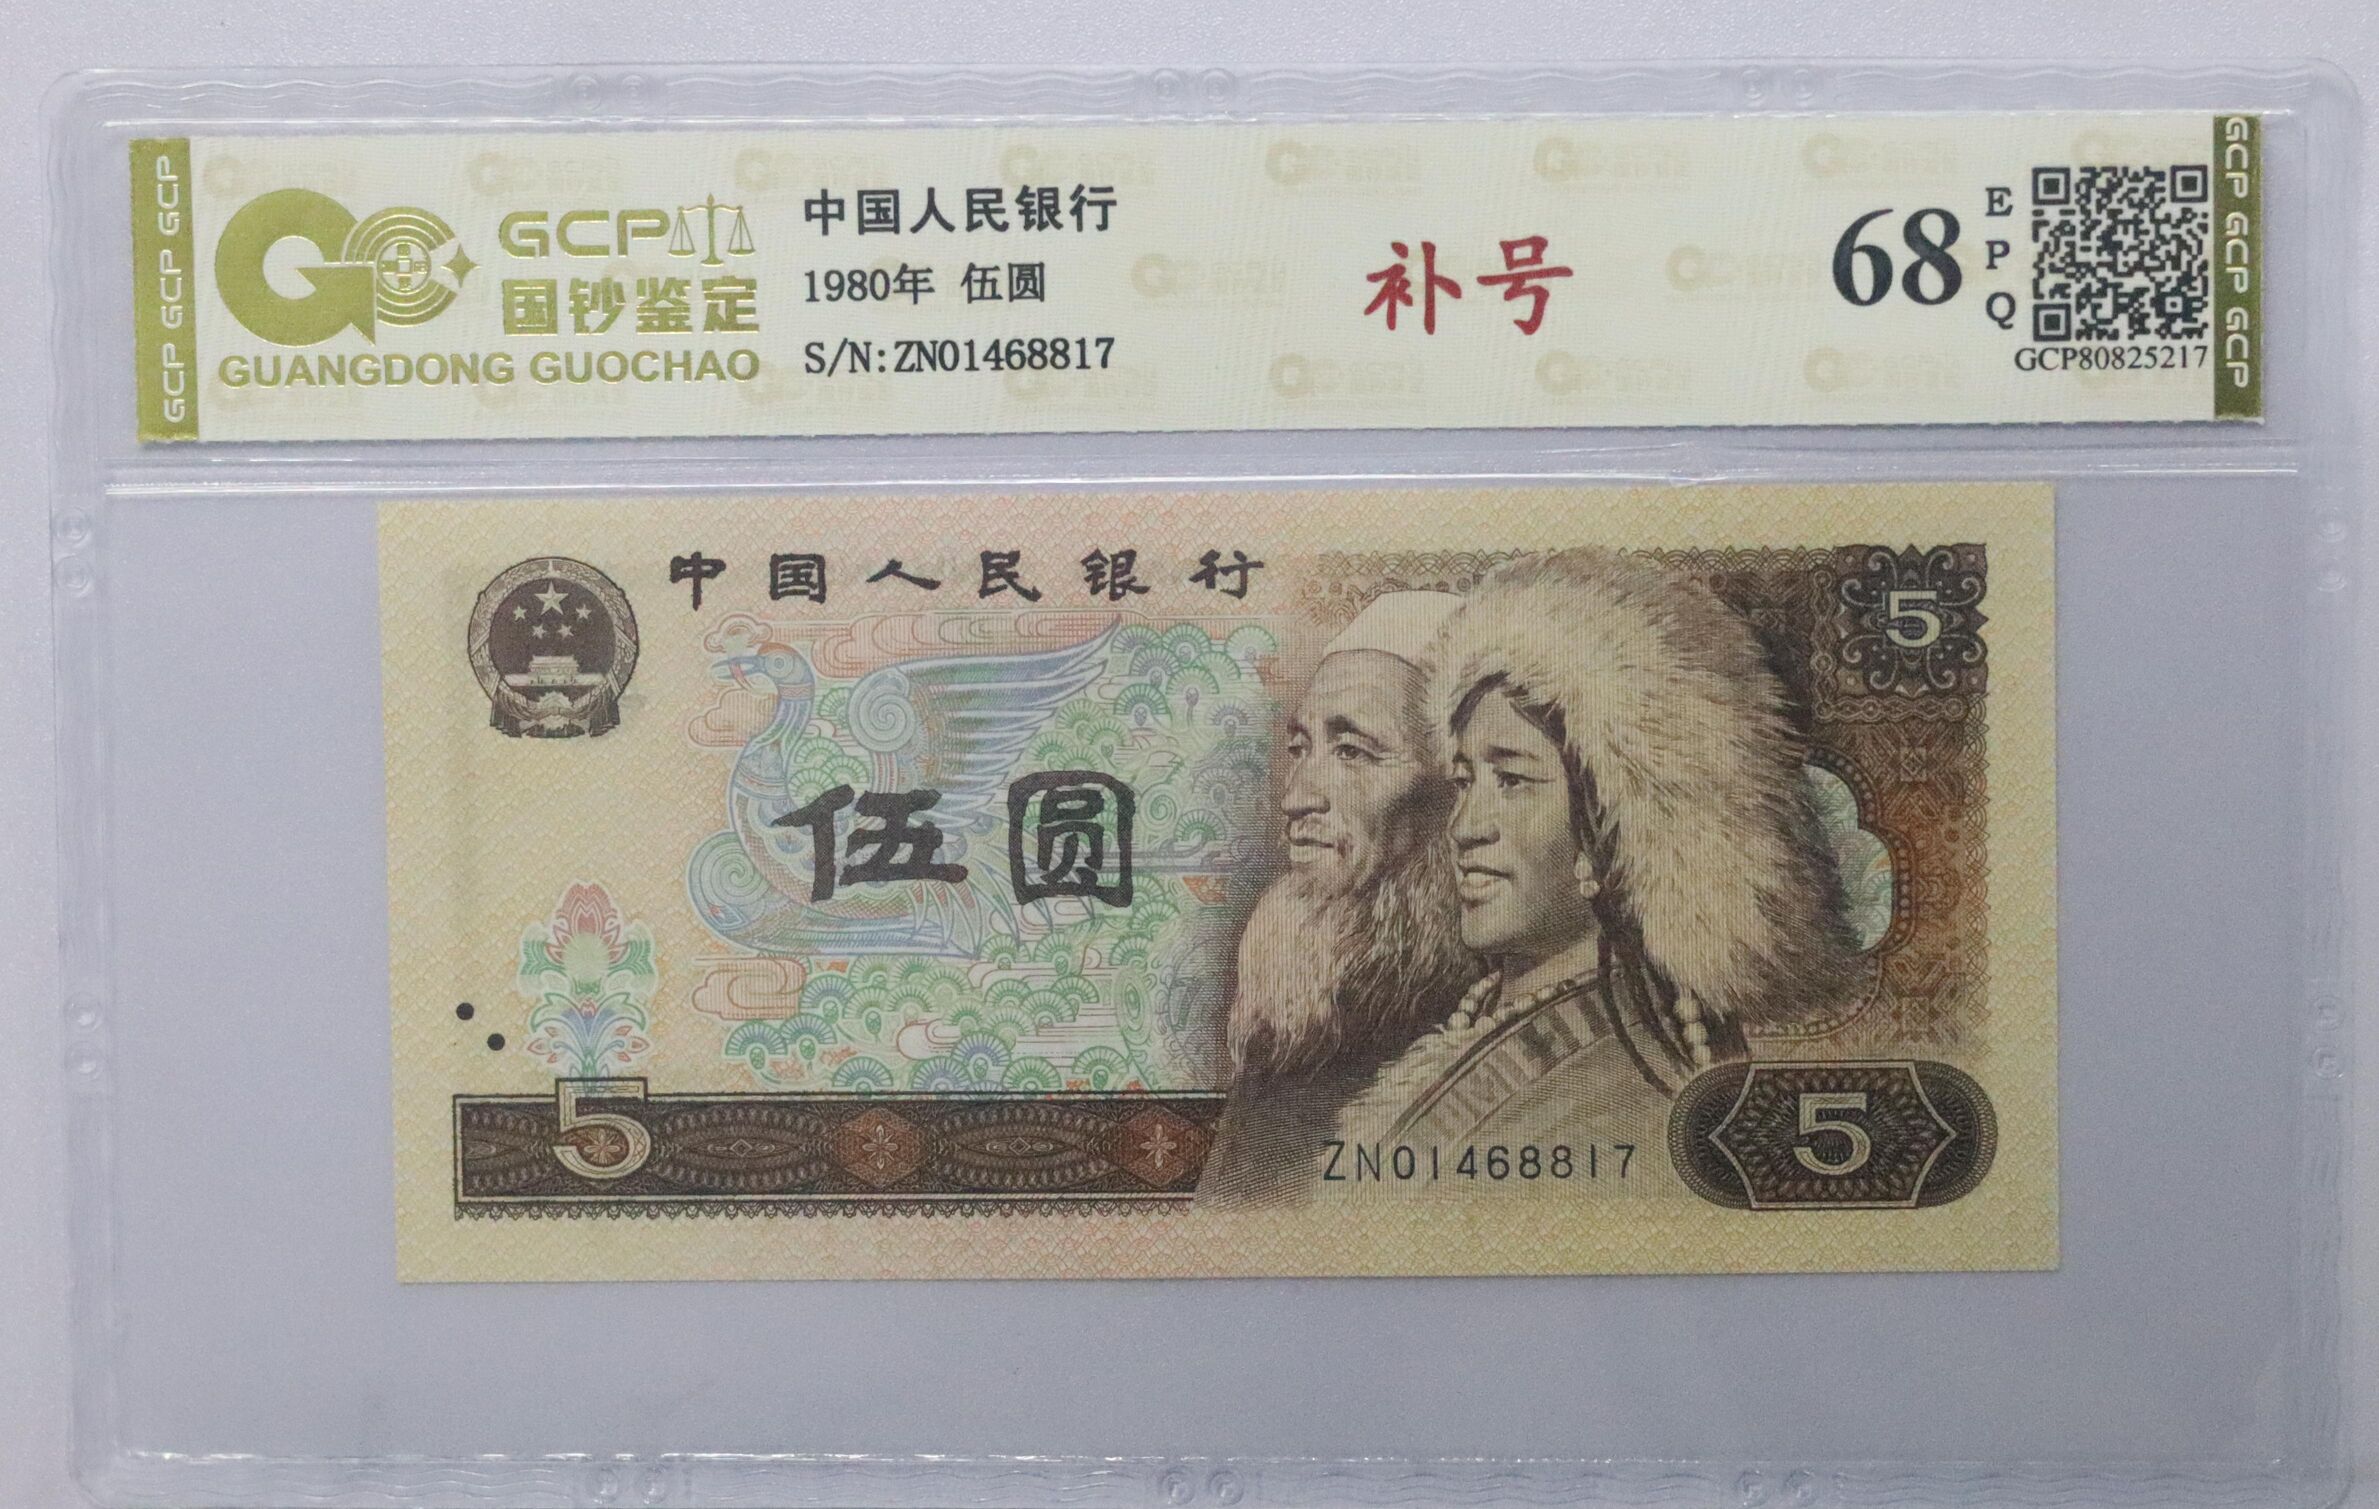 GCP GCP GCP
GCP
国钞鉴定
GUANGDONG GUOCHAO
中国人民银行
1980年 伍圆
S/N:ZN01468817
补号
68
EPQ
GCP80825217
GCP GCP GCP
中国人民银行
5
伍圆
5
ZN01468817
5